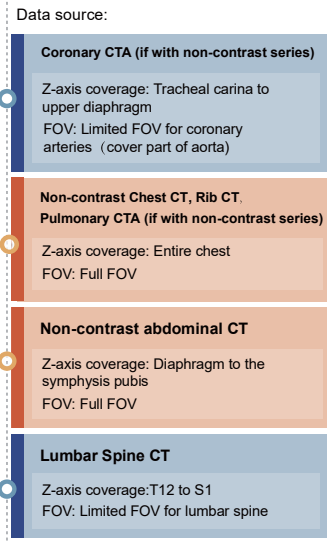 Data source:
Coronary CTA (if with non-contrast series)
Z-axis coverage: Tracheal carina to
upper diaphragm
FOV: Limited FOV for coronary
arteries（cover part of aorta)
Non-contrast Chest CT, Rib CT,
Pulmonary CTA (if with non-contrast series)
Z-axis coverage: Entire chest
FOV: Full FOV
Non-contrast abdominal CT
Z-axis coverage: Diaphragm to the
symphysis pubis
FOV: Full FOV
Lumbar Spine CT
Z-axis coverage:T12 to S1
FOV: Limited FOV for lumbar spine